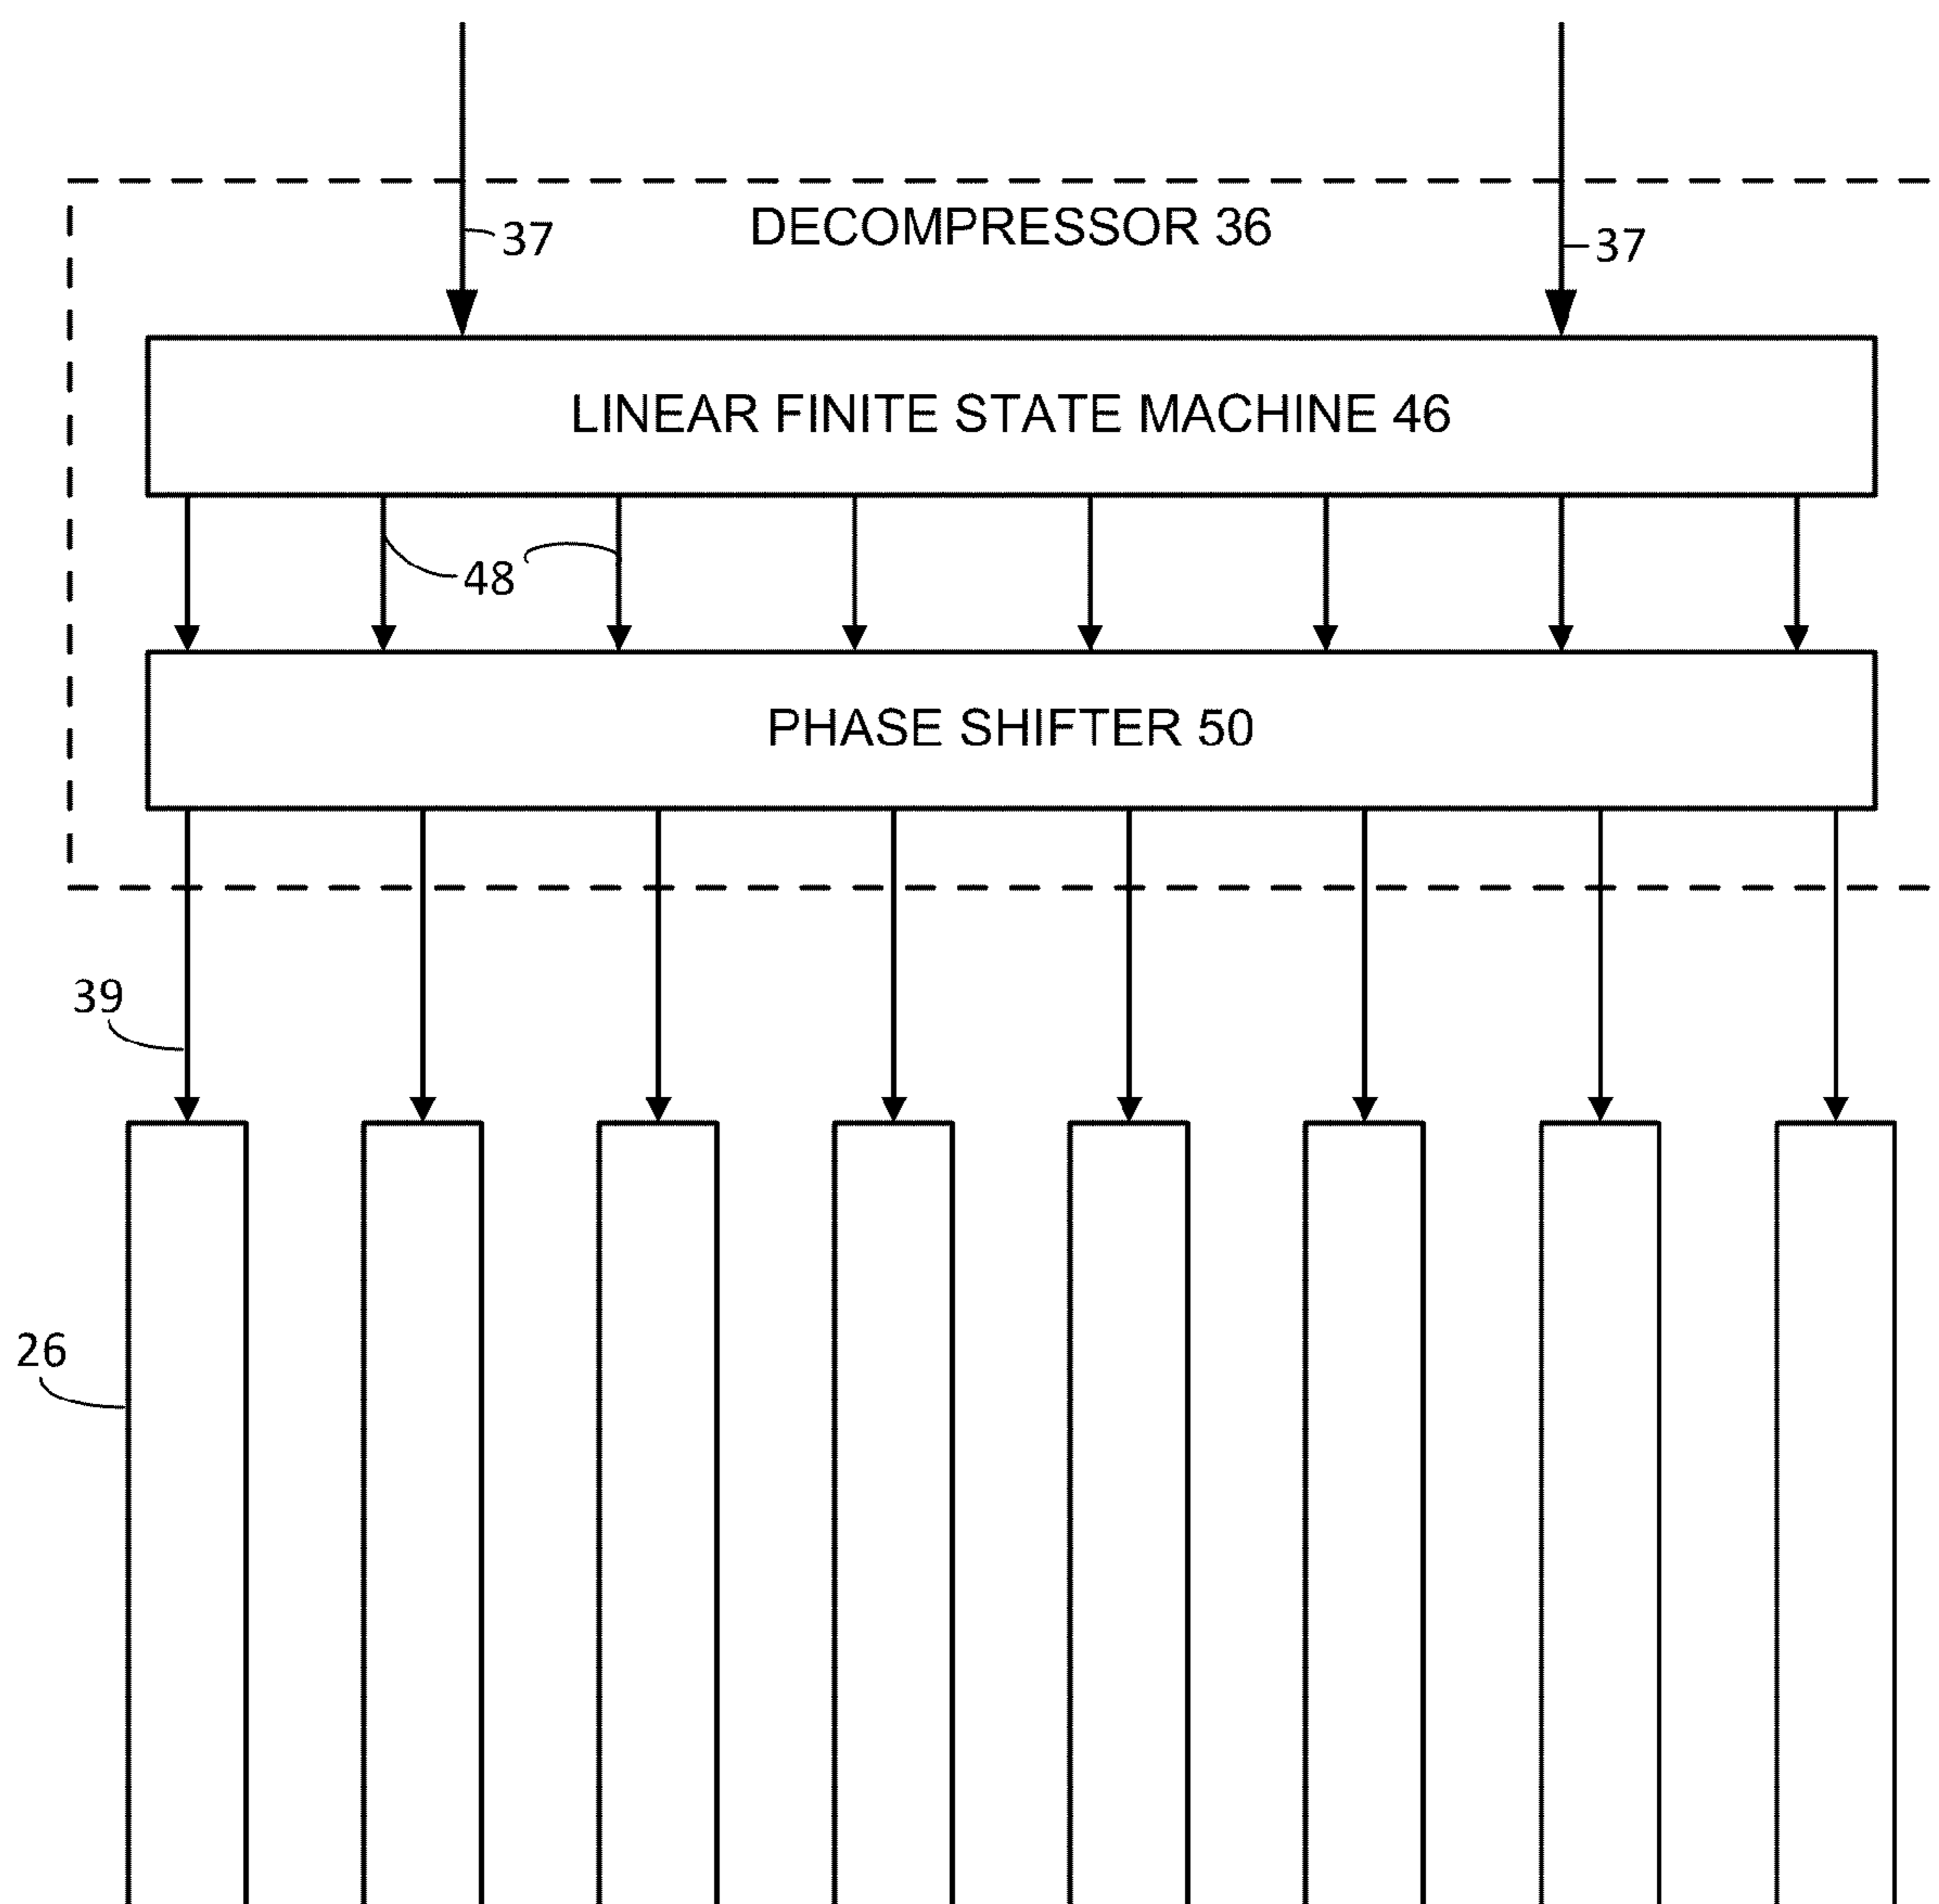 DECOMPRESSOR 36
37
37
LINEAR FINITE STATE MACHINE 46
48
PHASE SHIFTER 50
39
26